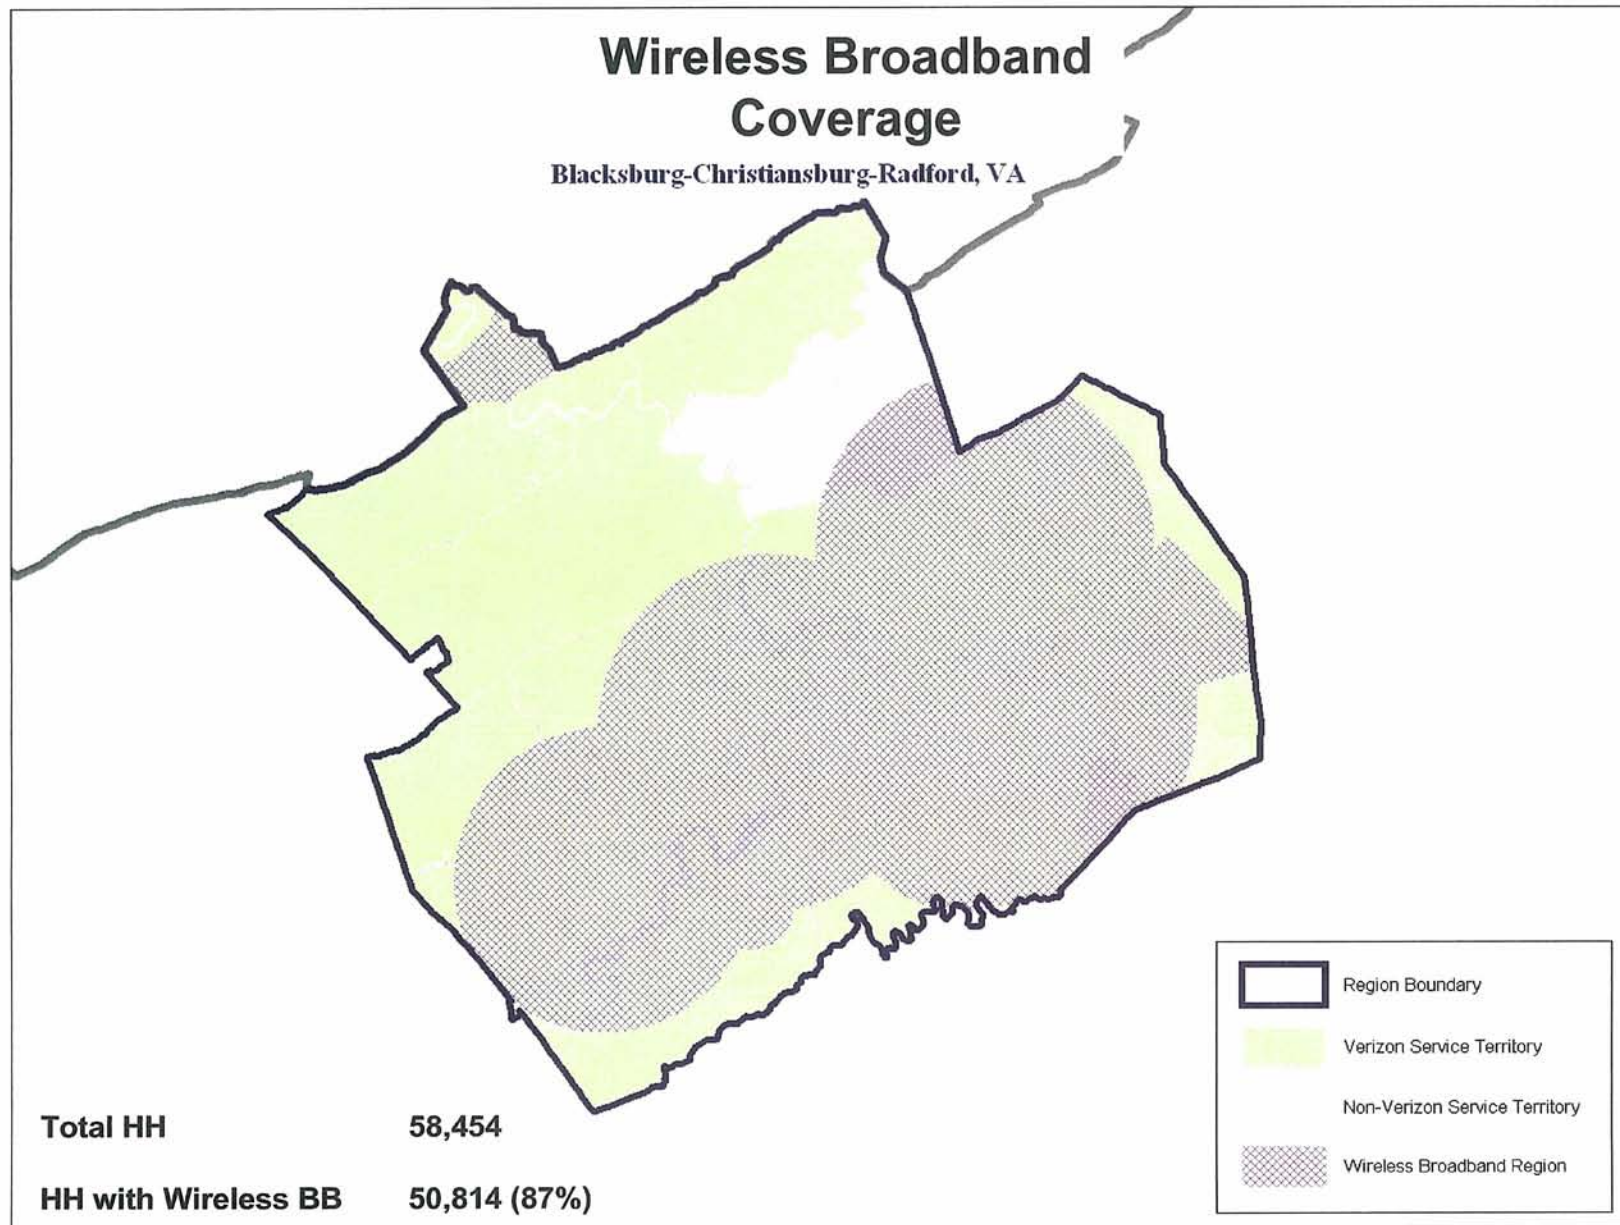 Wireless Broadband
Coverage
Blacksburg-Christiansburg-Radford, VA
Region Boundary
Verizon Service Territory
Non-Verizon Service Territory
Wireless Broadband Region
Total HH 58,454
HH with Wireless BB 50,814 (87%)